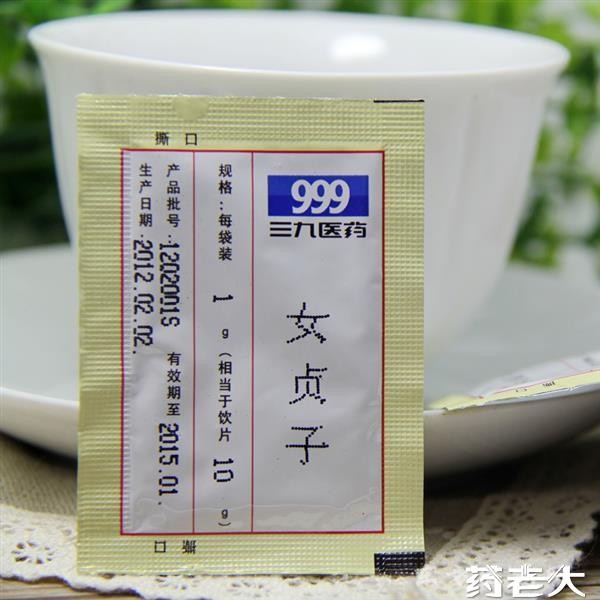 撕口
999
三九医药
女贞子
规格：每袋装 1 g（相当于饮片 10 g）
产品批号：1202001S 有效期至 2015.01.
生产日期：2012.02.02.
撕口
药老大